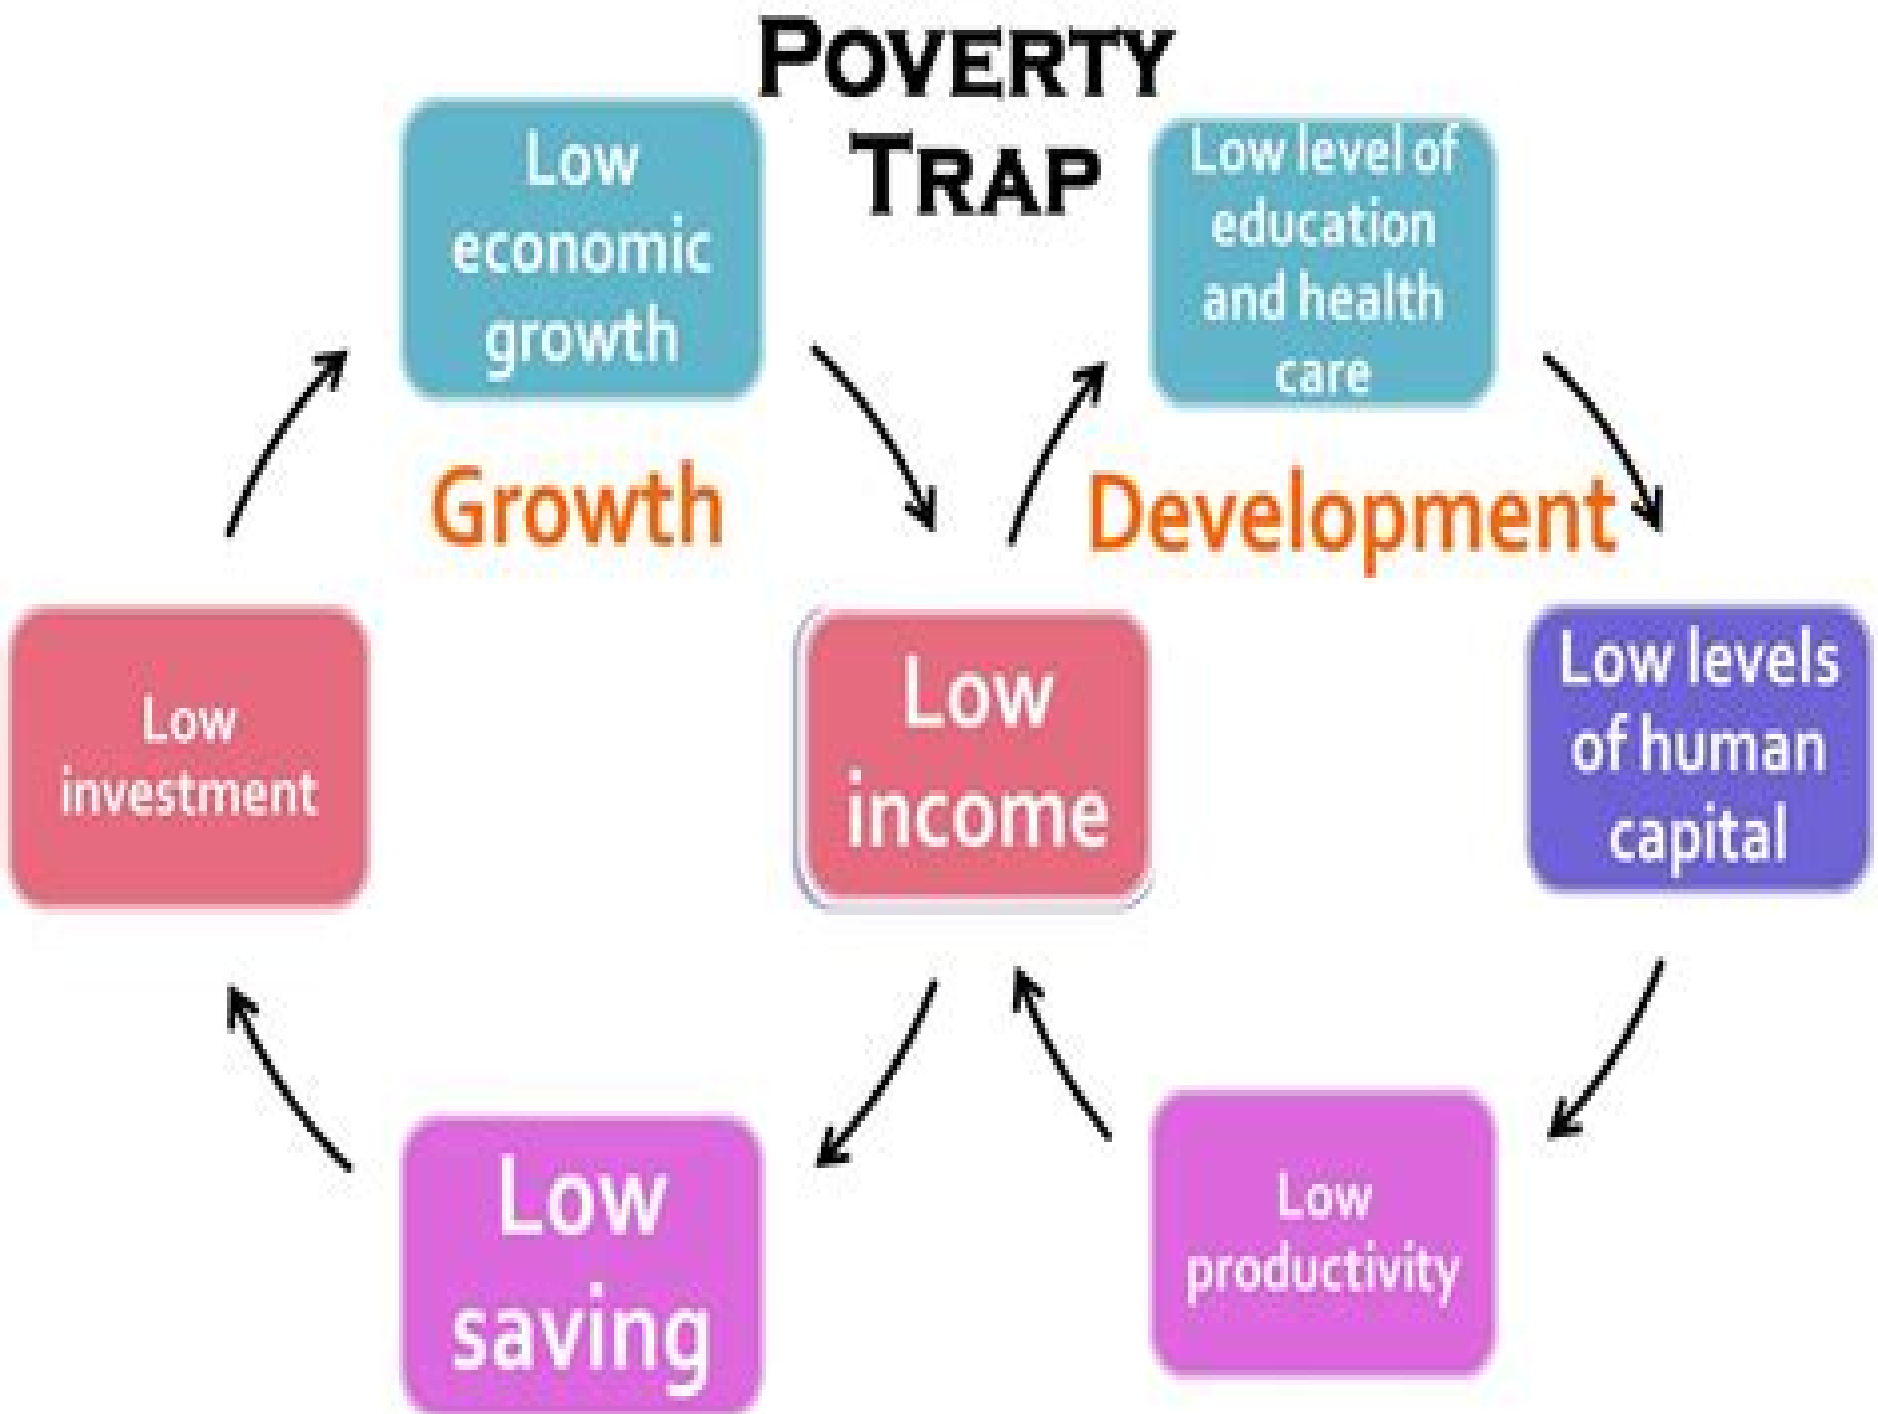 POVERTY
TRAP
Low
economic
growth
Low level of
education
and health
care
Growth
Development
Low
investment
Low
income
Low levels
of human
capital
Low
saving
Low
productivity